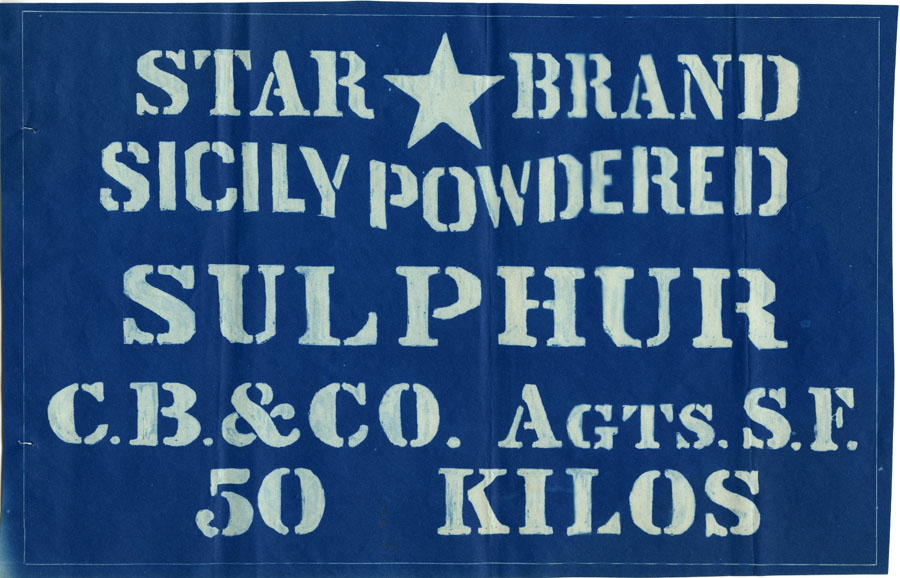 STAR ★ BRAND
SICILY POWDERED
SULPHUR
C.B.&CO. AGTS. S.F.
50 KILOS